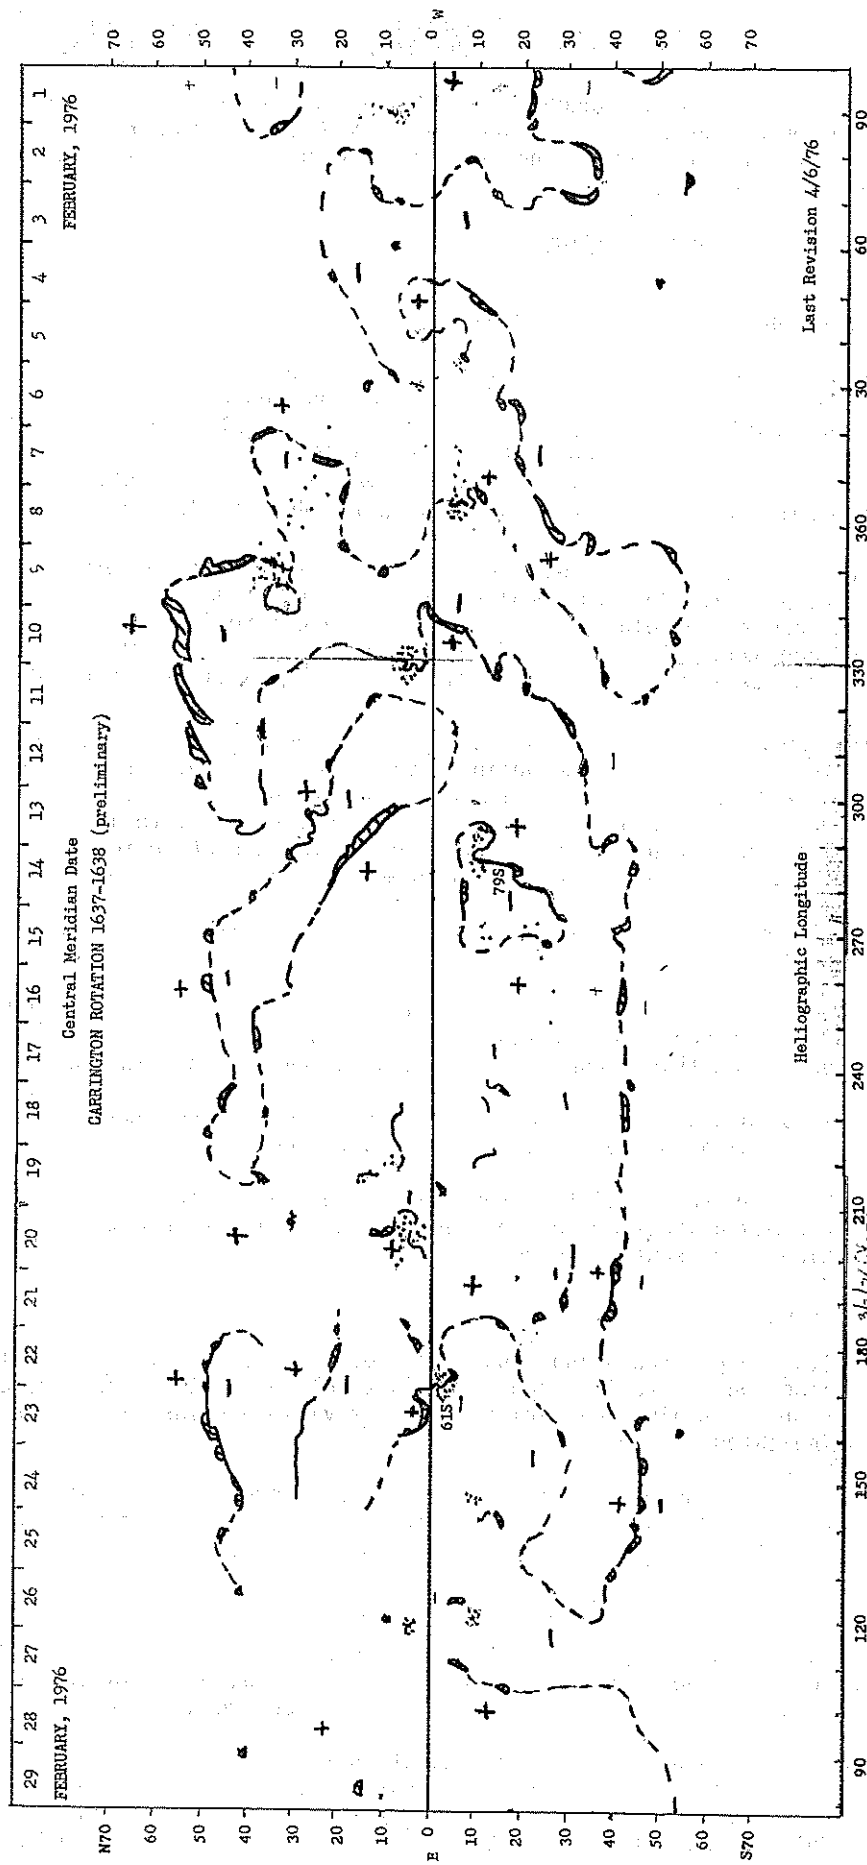 W
70 60 50 40 30 20 10 0 10 20 30 40 50 60 70
FEBRUARY, 1976
1 2 3 4 5 6 7 8 9 10 11 12 13 14 15 16 17 18 19 20 21 22 23 24 25 26 27 28 29
Central Meridian Date
CARRINGTON ROTATION 1637-1638 (preliminary)
FEBRUARY, 1976
79S
61S
Last Revision 4/6/76
Heliographic Longitude
90 60 30 360 330 300 270 240 210 180 150 120 90
N70 60 50 40 30 20 10 0 10 20 30 40 50 60 S70
E